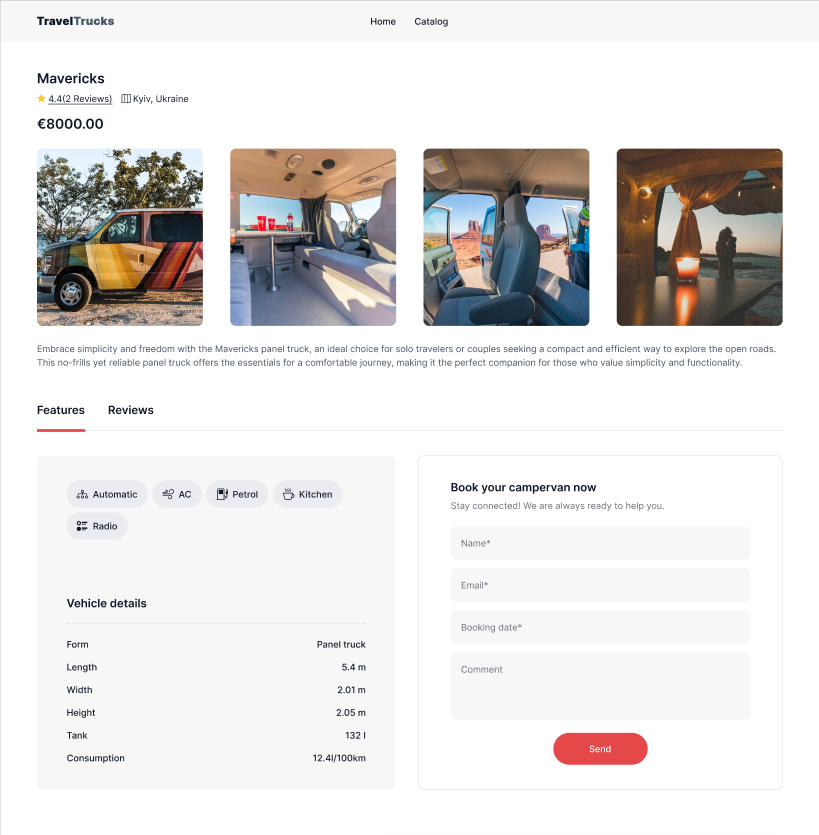 TravelTrucks
Home Catalog
Mavericks
4.4(2 Reviews) Kyiv, Ukraine
€8000.00
Embrace simplicity and freedom with the Mavericks panel truck, an ideal choice for solo travelers or couples seeking a compact and efficient way to explore the open roads.
This no-frills yet reliable panel truck offers the essentials for a comfortable journey, making it the perfect companion for those who value simplicity and functionality.
Features Reviews
Automatic AC Petrol Kitchen
Radio
Vehicle details
Form Panel truck
Length 5.4 m
Width 2.01 m
Height 2.05 m
Tank 132 l
Consumption 12.4l/100km
Book your campervan now
Stay connected! We are always ready to help you.
Name*
Email*
Booking date*
Comment
Send